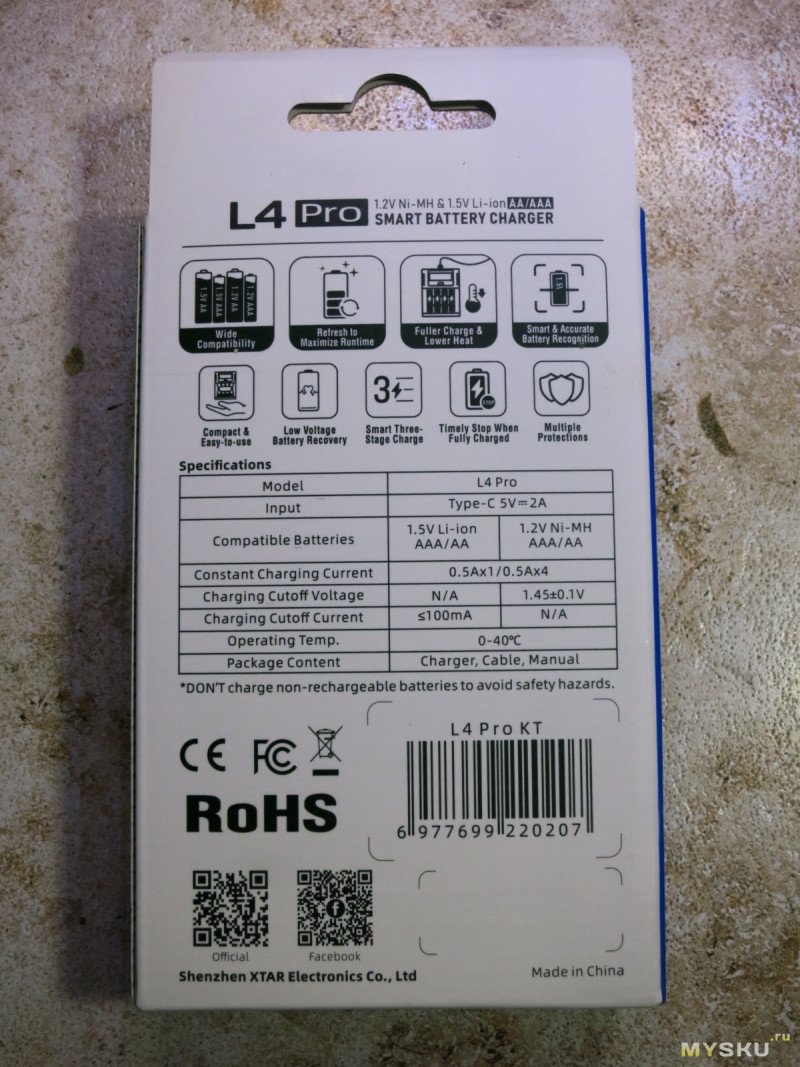 L4 Pro 1.2V Ni-MH & 1.5V Li-ion AA/AAA
SMART BATTERY CHARGER
1.5V AA 1.5V AAA 1.2V AA 1.2V AAA
Wide Compatibility
Refresh to Maximize Runtime
Fuller Charge & Lower Heat
Smart & Accurate Battery Recognition
Compact & Easy-to-use
Low Voltage Battery Recovery
3
Smart Three-Stage Charge
STOP
Timely Stop When Fully Charged
Multiple Protections
Specifications
Model L4 Pro
Input Type-C 5V⎓2A
Compatible Batteries 1.5V Li-ion AAA/AA 1.2V Ni-MH AAA/AA
Constant Charging Current 0.5Ax1/0.5Ax4
Charging Cutoff Voltage N/A 1.45±0.1V
Charging Cutoff Current ≤100mA N/A
Operating Temp. 0-40℃
Package Content Charger, Cable, Manual
*DON'T charge non-rechargeable batteries to avoid safety hazards.
L4 Pro KT
CE FC
RoHS
6 977699 220207
Official Facebook
Shenzhen XTAR Electronics Co., Ltd
Made in China
MYSKU.ru